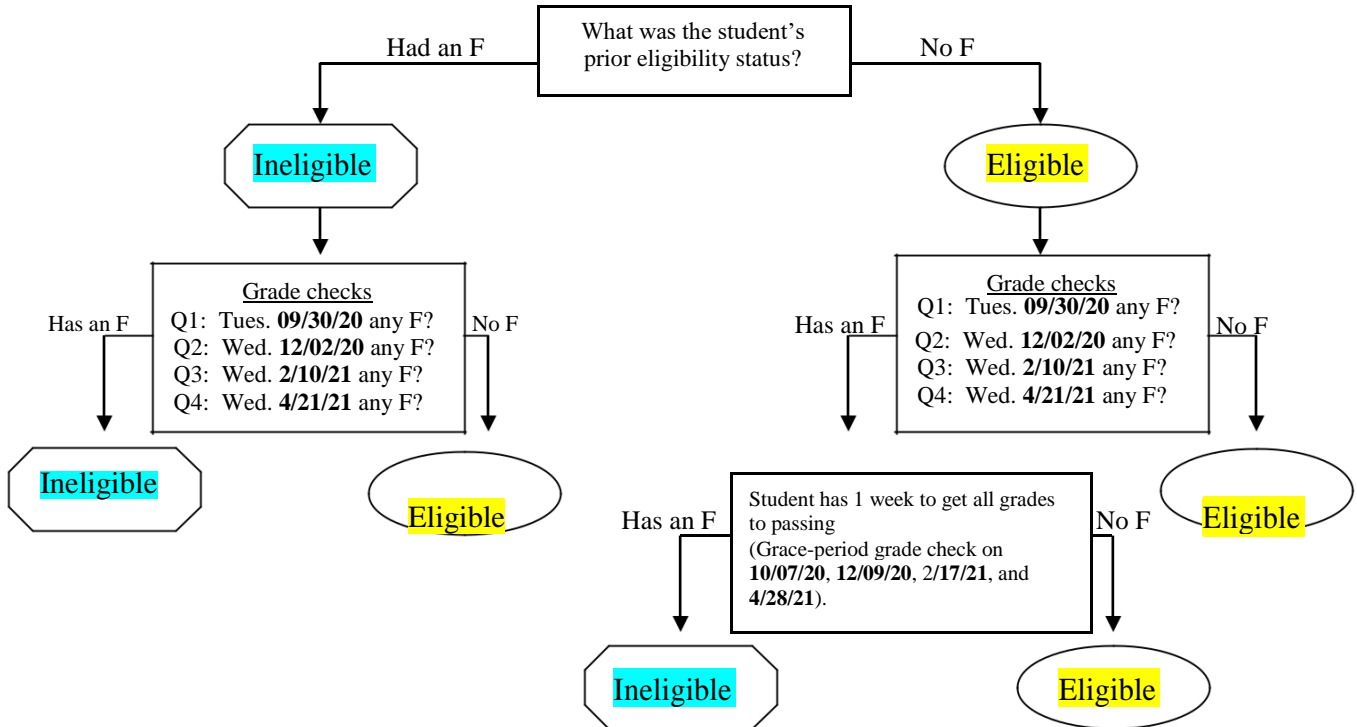 What was the student's
prior eligibility status?
Had an F
No F
Ineligible
Eligible
Grade checks
Q1: Tues. 09/30/20 any F?
Q2: Wed. 12/02/20 any F?
Q3: Wed. 2/10/21 any F?
Q4: Wed. 4/21/21 any F?
Has an F
No F
Grade checks
Q1: Tues. 09/30/20 any F?
Q2: Wed. 12/02/20 any F?
Q3: Wed. 2/10/21 any F?
Q4: Wed. 4/21/21 any F?
Has an F
No F
Ineligible
Eligible
Eligible
Student has 1 week to get all grades
to passing
(Grace-period grade check on
10/07/20, 12/09/20, 2/17/21, and
4/28/21).
Has an F
No F
Ineligible
Eligible